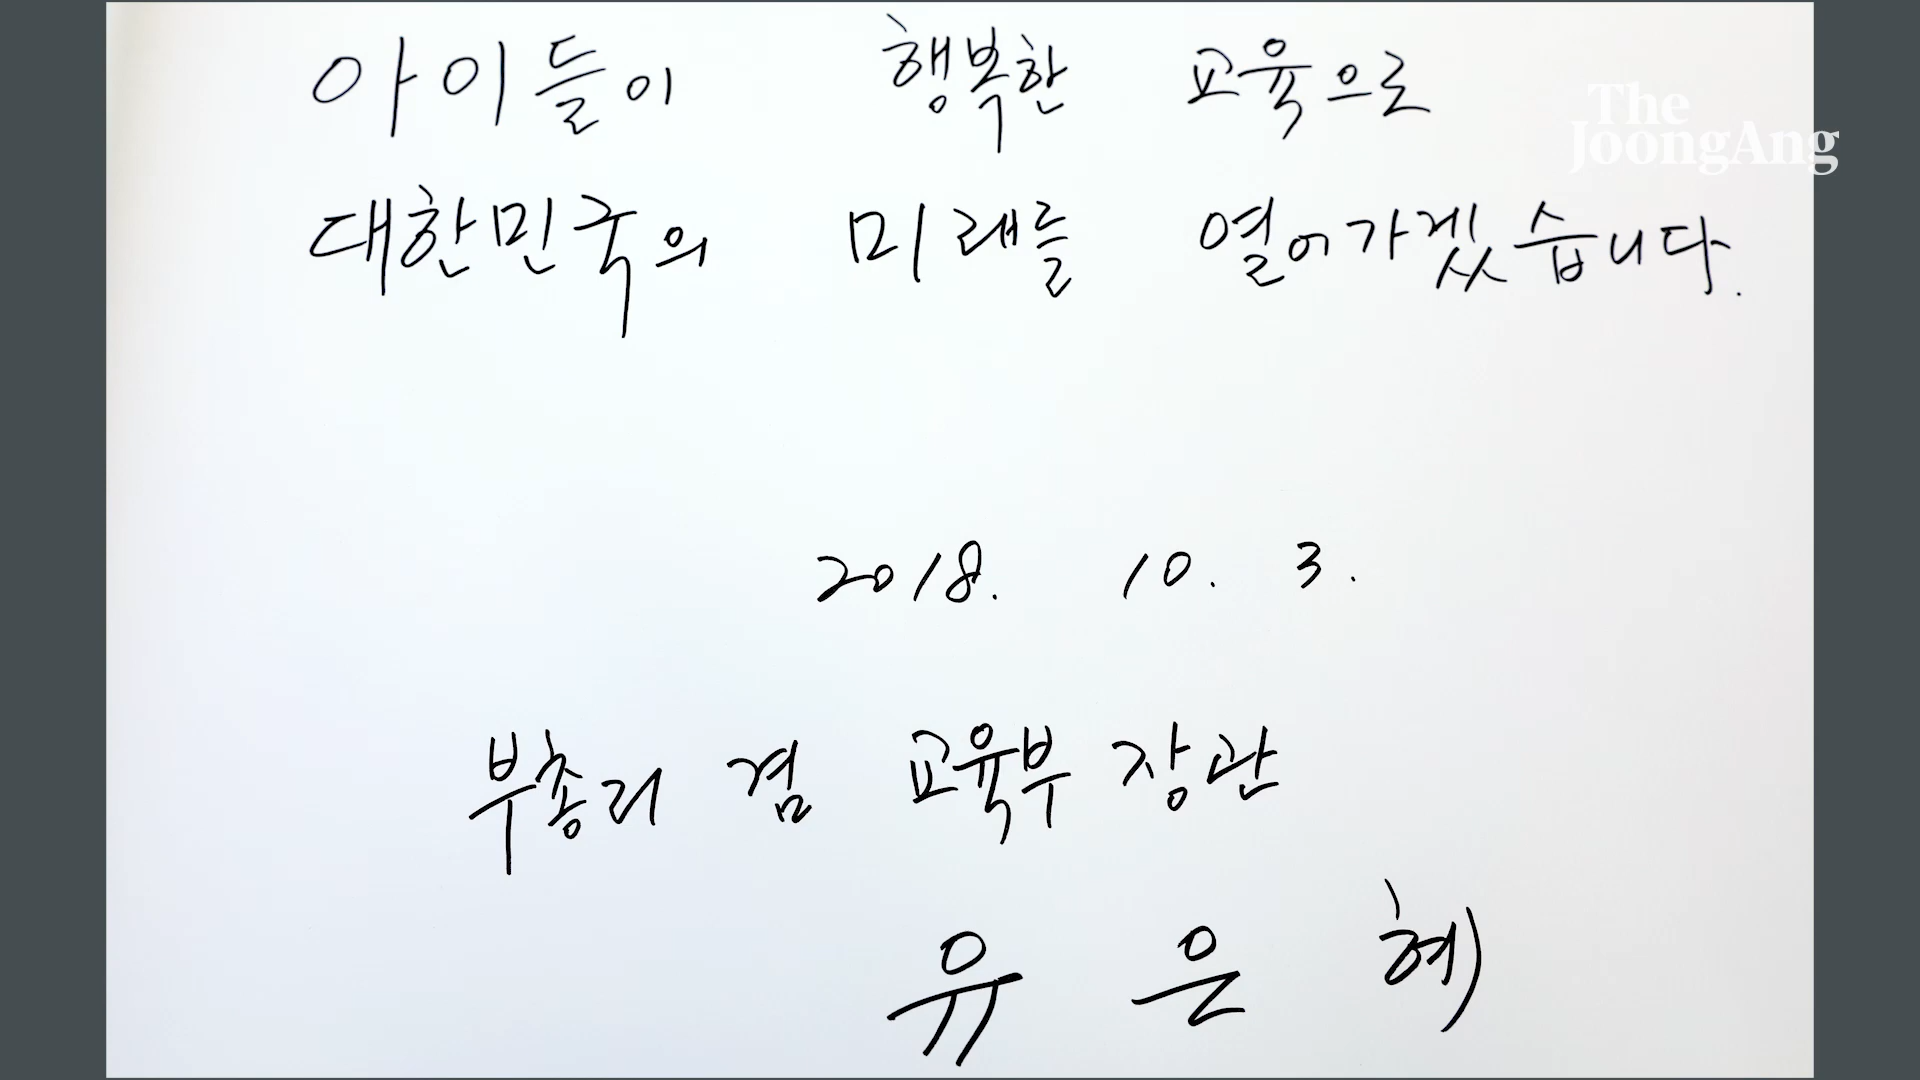 아이들이 행복한 교육으로
The
JoongAng
대한민국의 미래를 열어가겠습니다.
2018. 10. 3.
부총리 겸 교육부 장관
유 은 혜